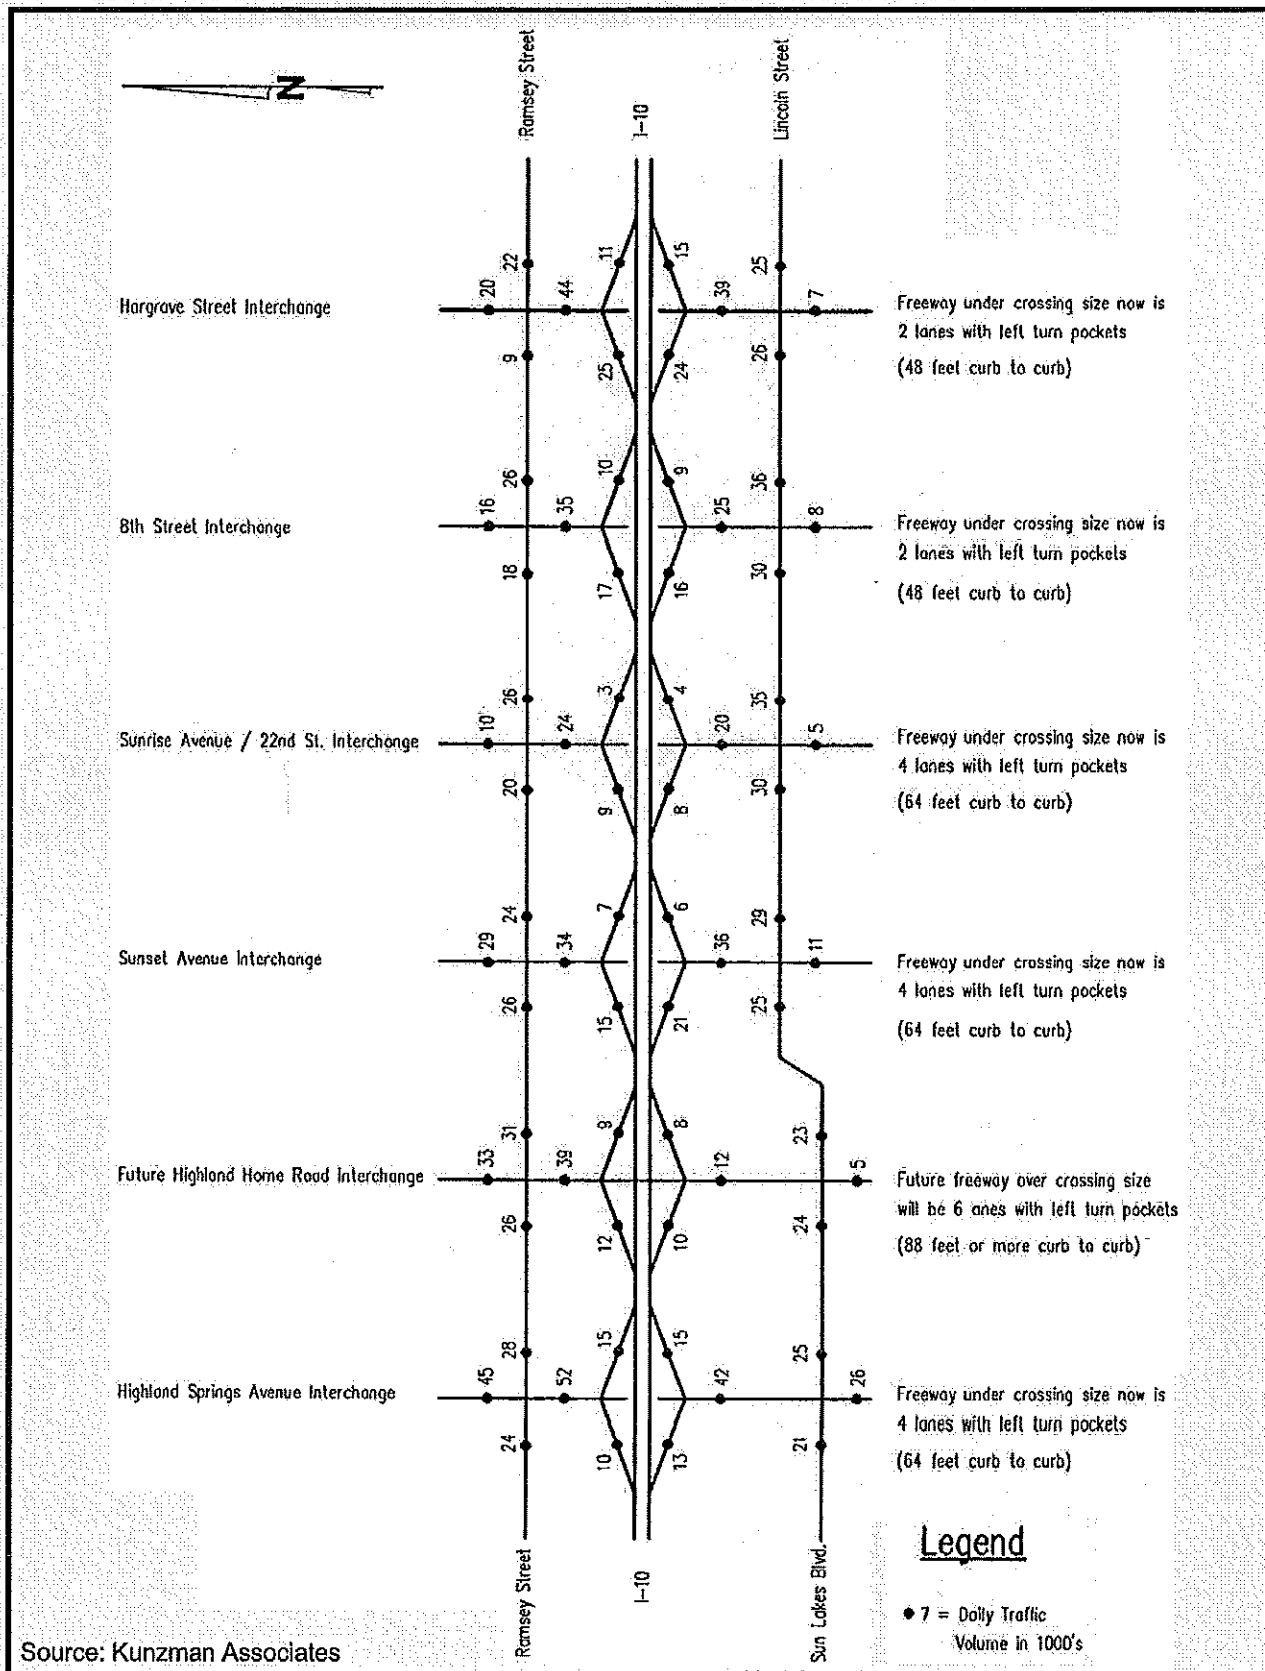 N
Ramsey Street
I-10
Lincoln Street
Hargrave Street Interchange
20
22
44
11
15
39
25
7
9
25
24
26
Freeway under crossing size now is
2 lanes with left turn pockets
(48 feet curb to curb)
8th Street Interchange
16
26
35
10
9
25
36
8
18
17
16
30
Freeway under crossing size now is
2 lanes with left turn pockets
(48 feet curb to curb)
Sunrise Avenue / 22nd St. Interchange
10
26
24
3
4
20
35
5
20
9
8
30
Freeway under crossing size now is
4 lanes with left turn pockets
(64 feet curb to curb)
Sunset Avenue Interchange
29
24
34
7
6
36
29
11
26
15
21
25
Freeway under crossing size now is
4 lanes with left turn pockets
(64 feet curb to curb)
Future Highland Home Road Interchange
33
31
39
9
8
12
23
5
26
12
10
24
Future freeway over crossing size
will be 6 anes with left turn pockets
(88 feet or more curb to curb)
Highland Springs Avenue Interchange
45
28
52
15
15
42
25
26
24
10
13
21
Freeway under crossing size now is
4 lanes with left turn pockets
(64 feet curb to curb)
Ramsey Street
I-10
Sun Lakes Blvd.
Legend
7 = Daily Traffic
Volume in 1000's
Source: Kunzman Associates